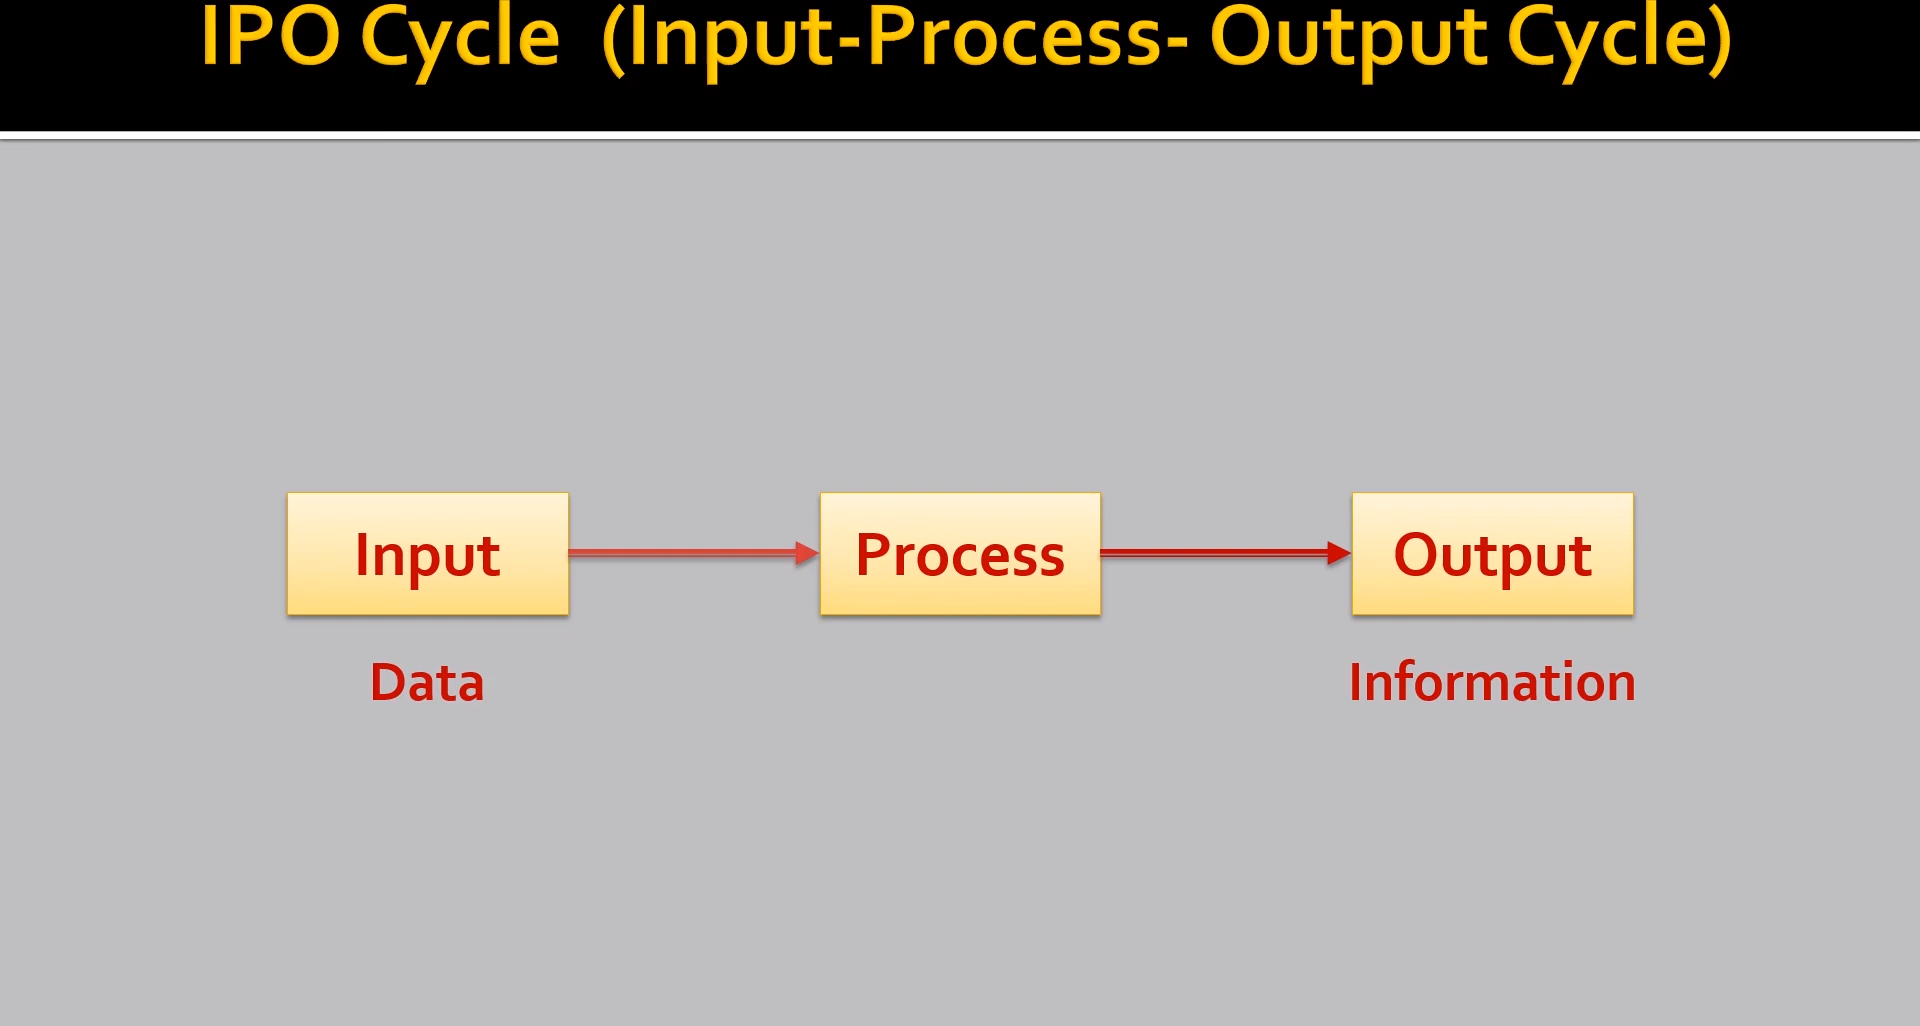 IPO Cycle  (Input-Process- Output Cycle)
Input
Process
Output
Data
Information